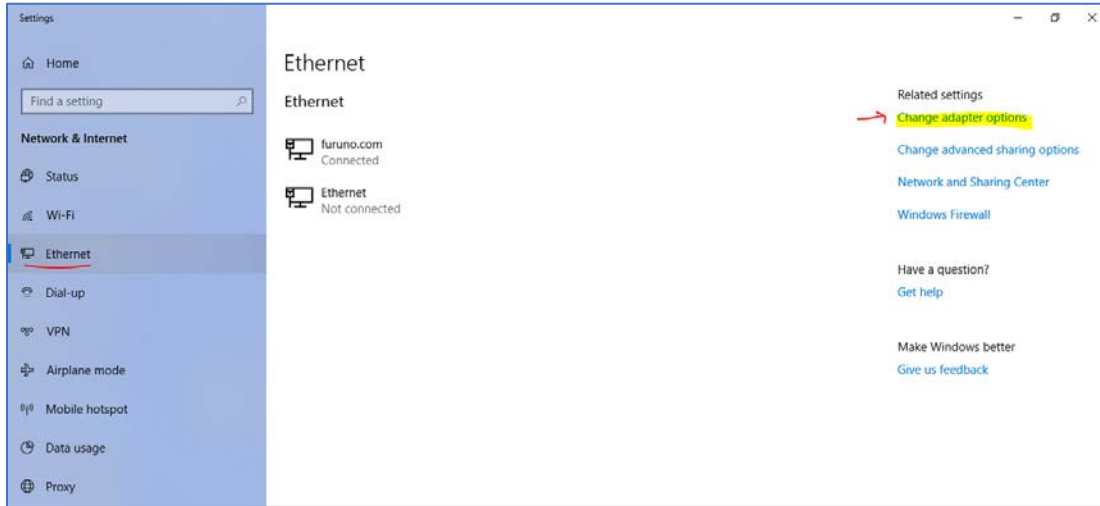 Settings
Home
Find a setting
Network & Internet
Status
Wi-Fi
Ethernet
Dial-up
VPN
Airplane mode
Mobile hotspot
Data usage
Proxy
Ethernet
Ethernet
furuno.com
Connected
Ethernet
Not connected
Related settings
Change adapter options
Change advanced sharing options
Network and Sharing Center
Windows Firewall
Have a question?
Get help
Make Windows better
Give us feedback